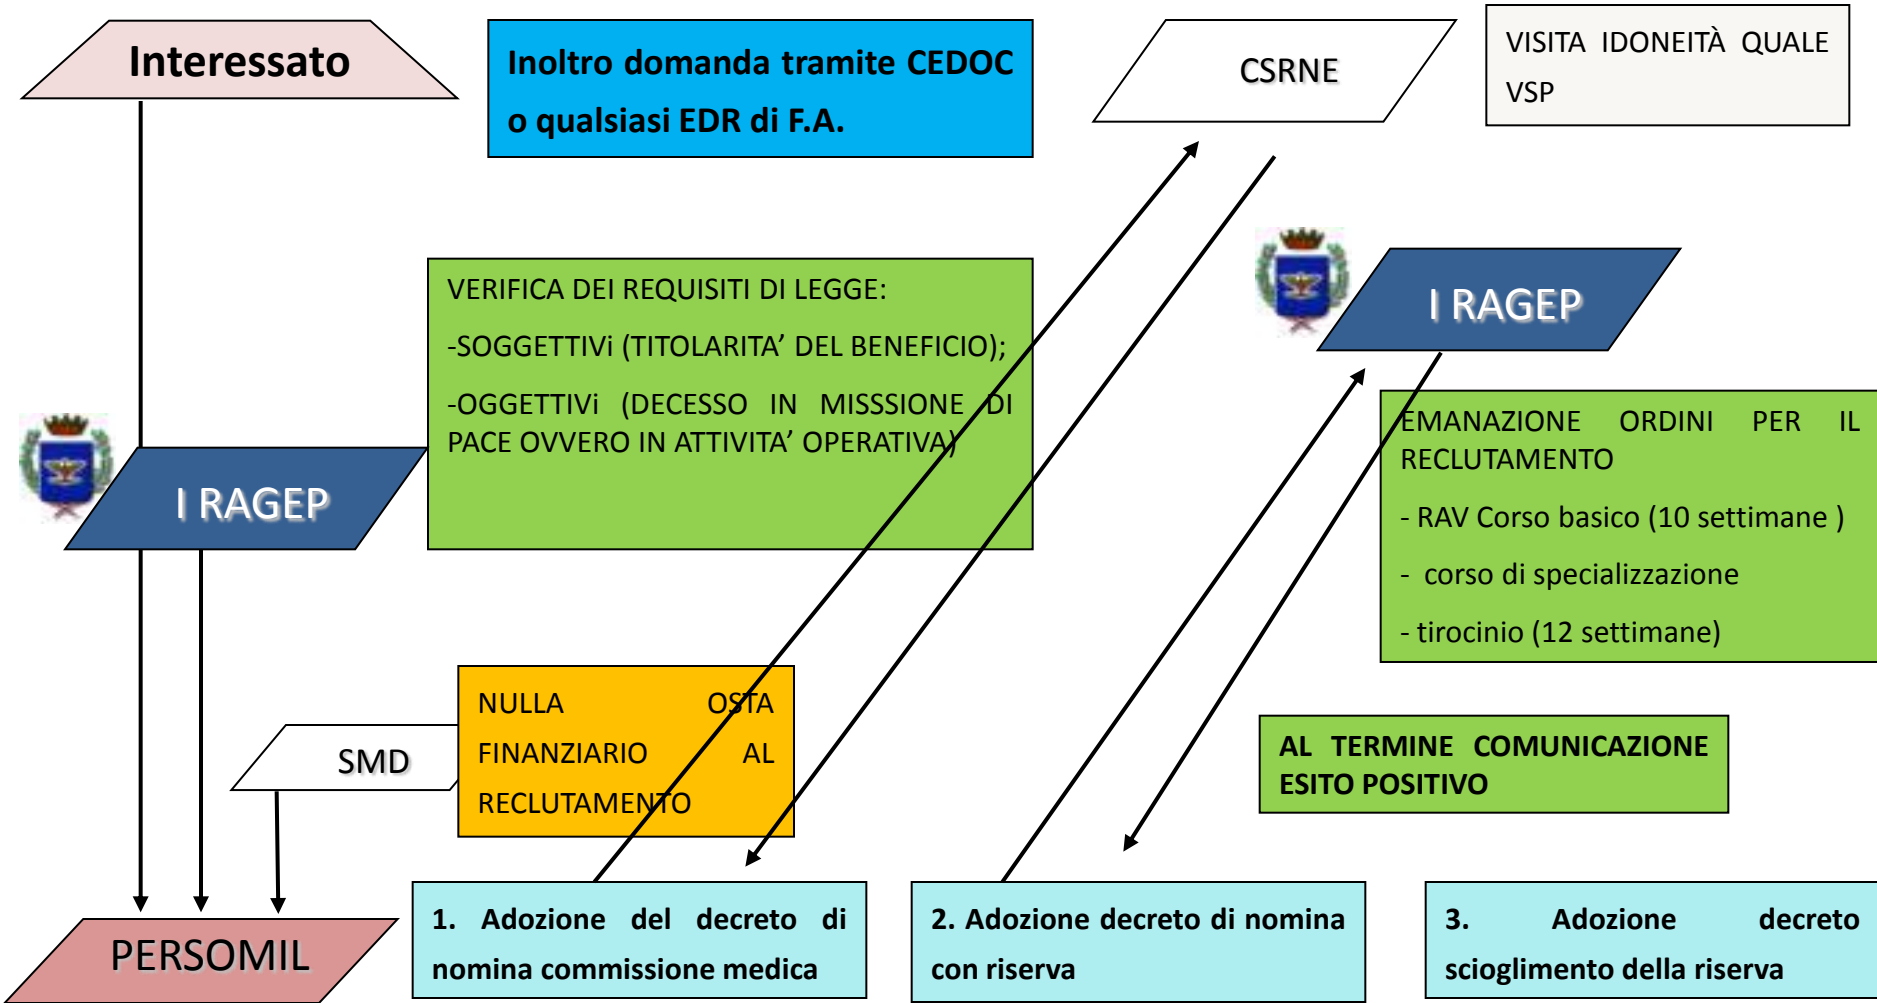 Interessato
Inoltro domanda tramite CEDOC
o qualsiasi EDR di F.A.
CSRNE
VISITA IDONEITÀ QUALE
VSP
VERIFICA DEI REQUISITI DI LEGGE:
-SOGGETTIVi (TITOLARITA’ DEL BENEFICIO);
-OGGETTIVi (DECESSO IN MISSSIONE DI
PACE OVVERO IN ATTIVITA’ OPERATIVA)
I RAGEP
I RAGEP
EMANAZIONE ORDINI PER IL
RECLUTAMENTO
- RAV Corso basico (10 settimane )
- corso di specializzazione
- tirocinio (12 settimane)
SMD
NULLA OSTA
FINANZIARIO AL
RECLUTAMENTO
AL TERMINE COMUNICAZIONE
ESITO POSITIVO
PERSOMIL
1. Adozione del decreto di
nomina commissione medica
2. Adozione decreto di nomina
con riserva
3. Adozione decreto
scioglimento della riserva